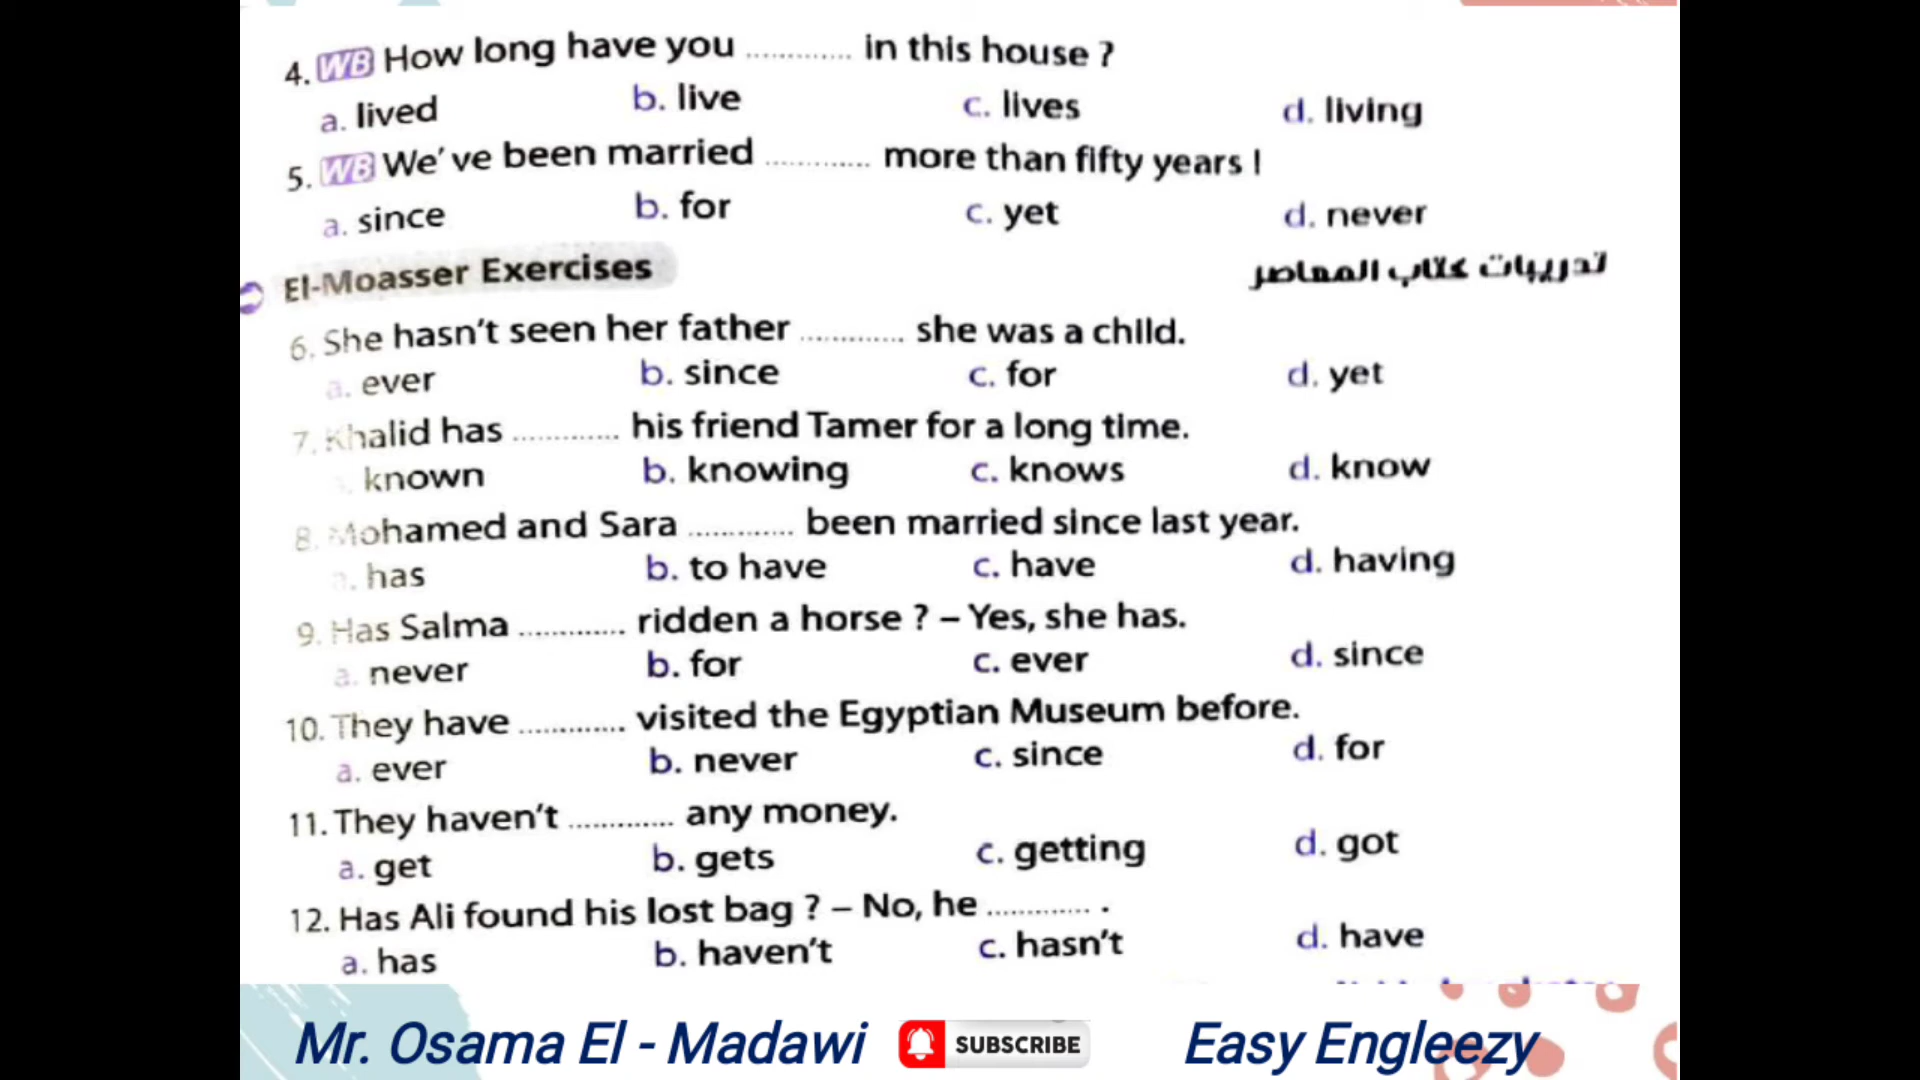 4. WB How long have you ............ in this house ?
a. lived b. live c. lives d. living
5. WB We've been married ............ more than fifty years !
a. since b. for c. yet d. never
El-Moasser Exercises تدريبات كتاب المعاصر
6. She hasn't seen her father ............ she was a child.
a. ever b. since c. for d. yet
7. Khalid has ............ his friend Tamer for a long time.
a. known b. knowing c. knows d. know
8. Mohamed and Sara ............ been married since last year.
a. has b. to have c. have d. having
9. Has Salma ............ ridden a horse ? – Yes, she has.
a. never b. for c. ever d. since
10. They have ............ visited the Egyptian Museum before.
a. ever b. never c. since d. for
11. They haven't ............ any money.
a. get b. gets c. getting d. got
12. Has Ali found his lost bag ? – No, he ............ .
a. has b. haven't c. hasn't d. have
Mr. Osama El - Madawi SUBSCRIBE Easy Engleezy